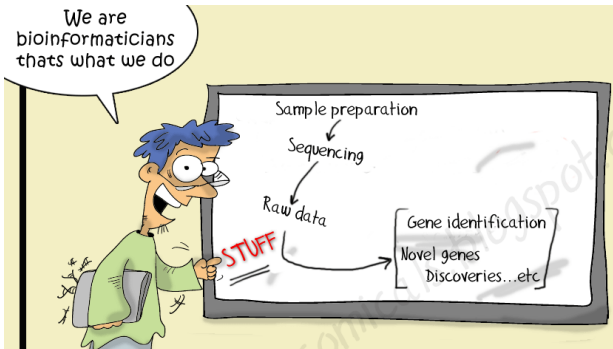 We are
bioinformaticians
thats what we do
Sample preparation
Sequencing
Raw data
STUFF
Gene identification
Novel genes
Discoveries...etc
blogspot